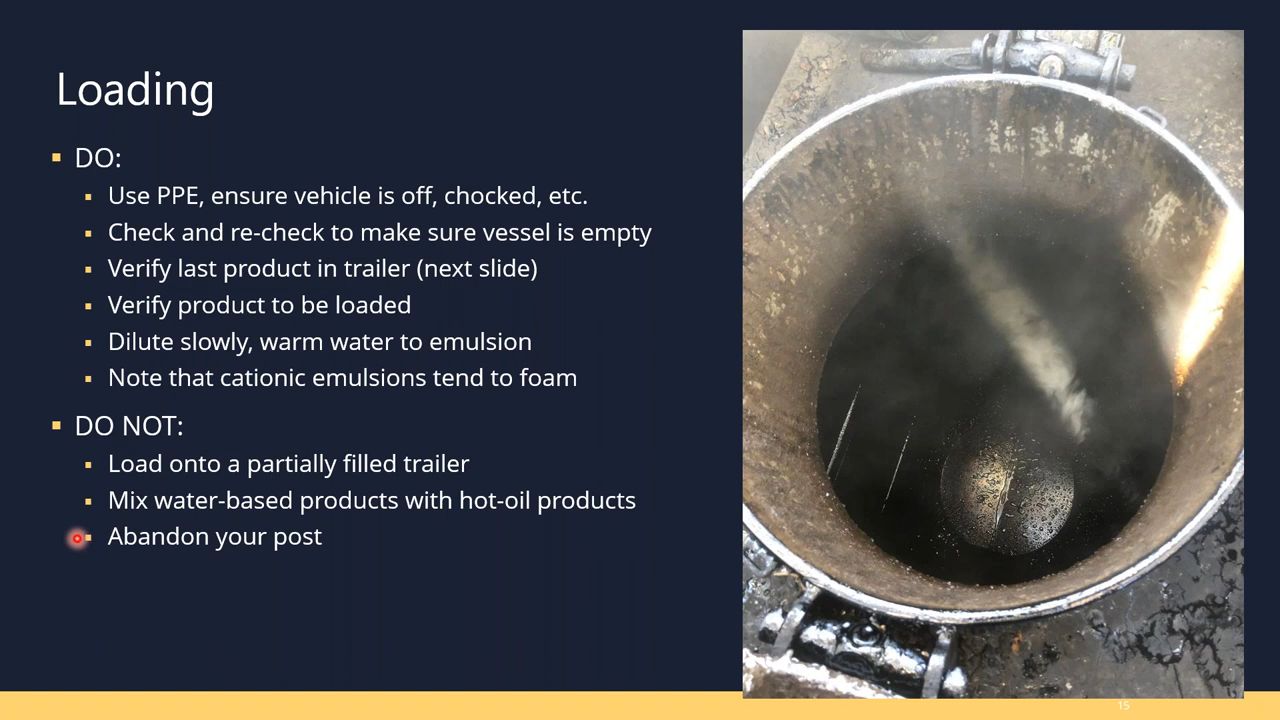 Loading
DO:
Use PPE, ensure vehicle is off, chocked, etc.
Check and re-check to make sure vessel is empty
Verify last product in trailer (next slide)
Verify product to be loaded
Dilute slowly, warm water to emulsion
Note that cationic emulsions tend to foam
DO NOT:
Load onto a partially filled trailer
Mix water-based products with hot-oil products
Abandon your post
15